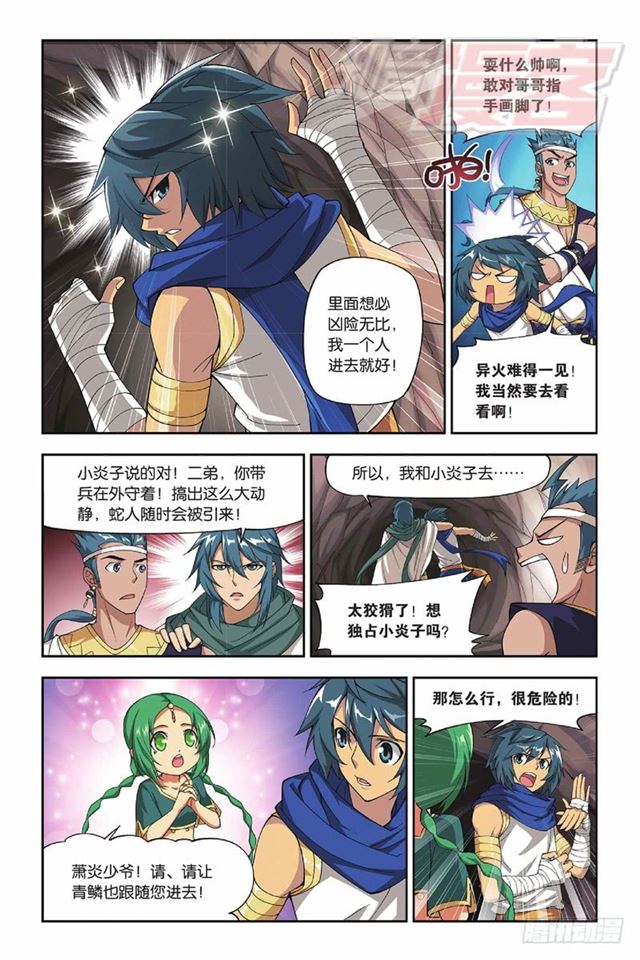 里面想必
凶险无比，
我一个人
进去就好！
耍什么帅啊，
敢对哥哥指
手画脚了！
啪！
异火难得一见！
我当然要去看
看啊！
小炎子说的对！二弟，你带
兵在外守着！搞出这么大动
静，蛇人随时会被引来！
所以，我和小炎子去……
太狡猾了！想
独占小炎子吗？
萧炎少爷！请、请让
青鳞也跟随您进去！
那怎么行，很危险的！
腾讯动漫